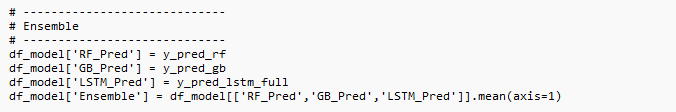 # -----------------------------
# Ensemble
# -----------------------------
df_model['RF_Pred'] = y_pred_rf
df_model['GB_Pred'] = y_pred_gb
df_model['LSTM_Pred'] = y_pred_lstm_full
df_model['Ensemble'] = df_model[['RF_Pred','GB_Pred','LSTM_Pred']].mean(axis=1)